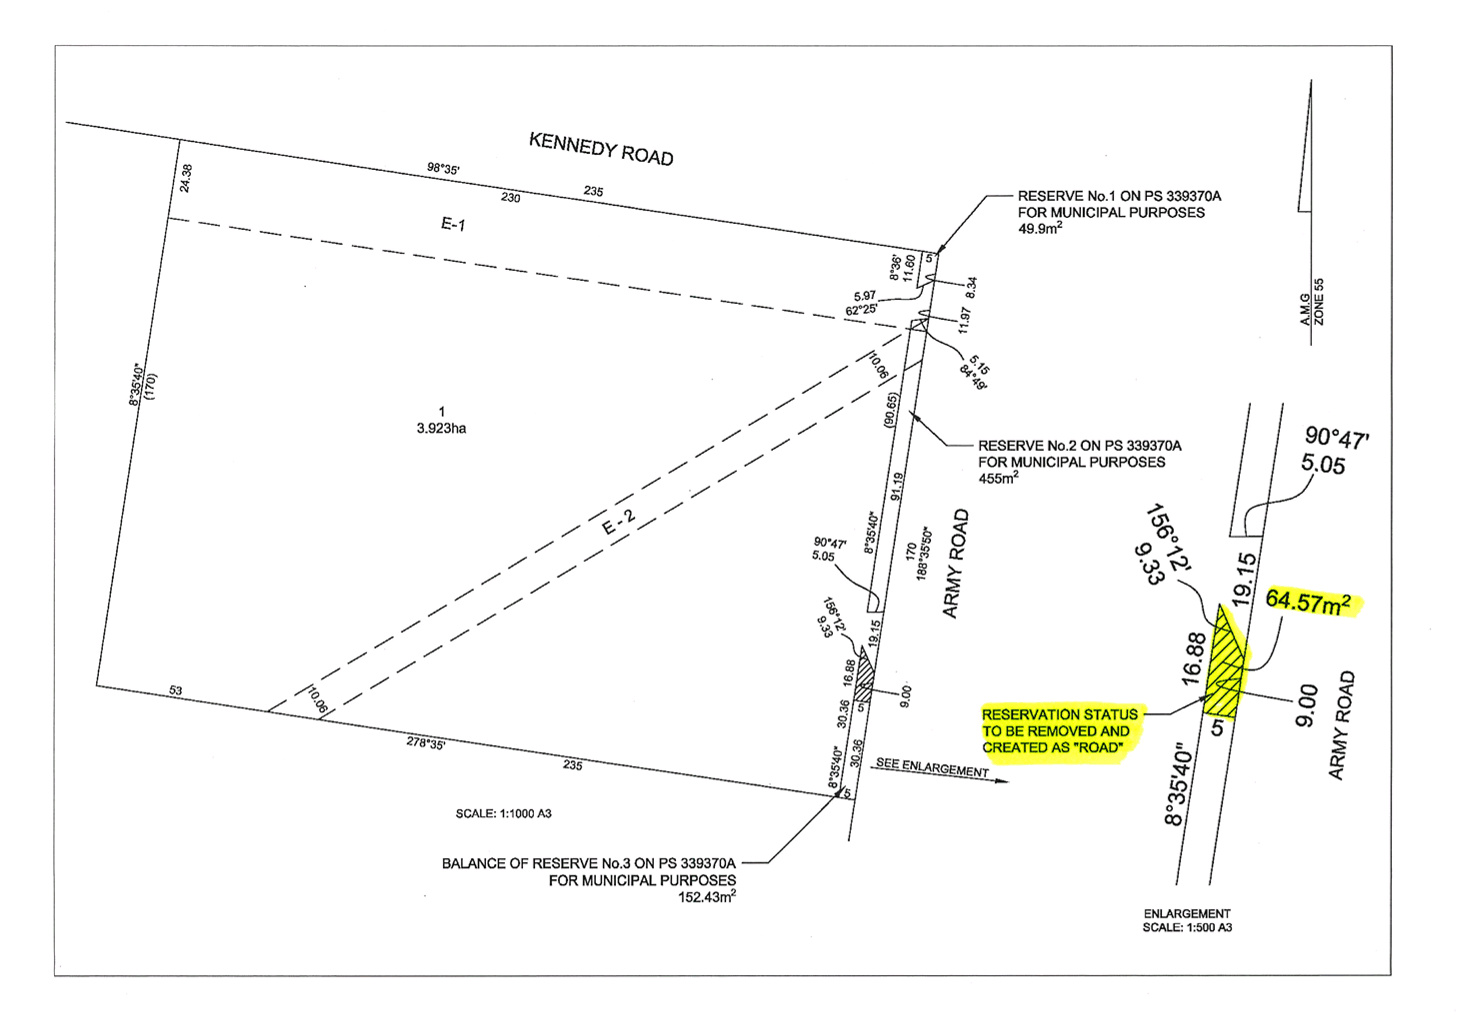 KENNEDY ROAD
98°35'
230
235
24.38
E-1
RESERVE No.1 ON PS 339370A
FOR MUNICIPAL PURPOSES
49.9m²
5
8°36'
11.60
8.34
5.97
62°25'
11.97
5.15
84°49'
A.M.G
ZONE 55
10.06
8°35'40"
(170)
1
3.923ha
(90.65)
RESERVE No.2 ON PS 339370A
FOR MUNICIPAL PURPOSES
455m²
91.19
E-2
8°35'40"
170
188°35'50"
ARMY ROAD
90°47'
5.05
156°12'
9.33
19.15
16.88
9.00
5
30.36
30.36
8°35'40"
5
53
10.06
278°35'
235
SEE ENLARGEMENT
SCALE: 1:1000 A3
BALANCE OF RESERVE No.3 ON PS 339370A
FOR MUNICIPAL PURPOSES
152.43m²
90°47'
5.05
156°12'
9.33
19.15
64.57m²
16.88
9.00
RESERVATION STATUS
TO BE REMOVED AND
CREATED AS "ROAD"
5
8°35'40"
ARMY ROAD
ENLARGEMENT
SCALE: 1:500 A3